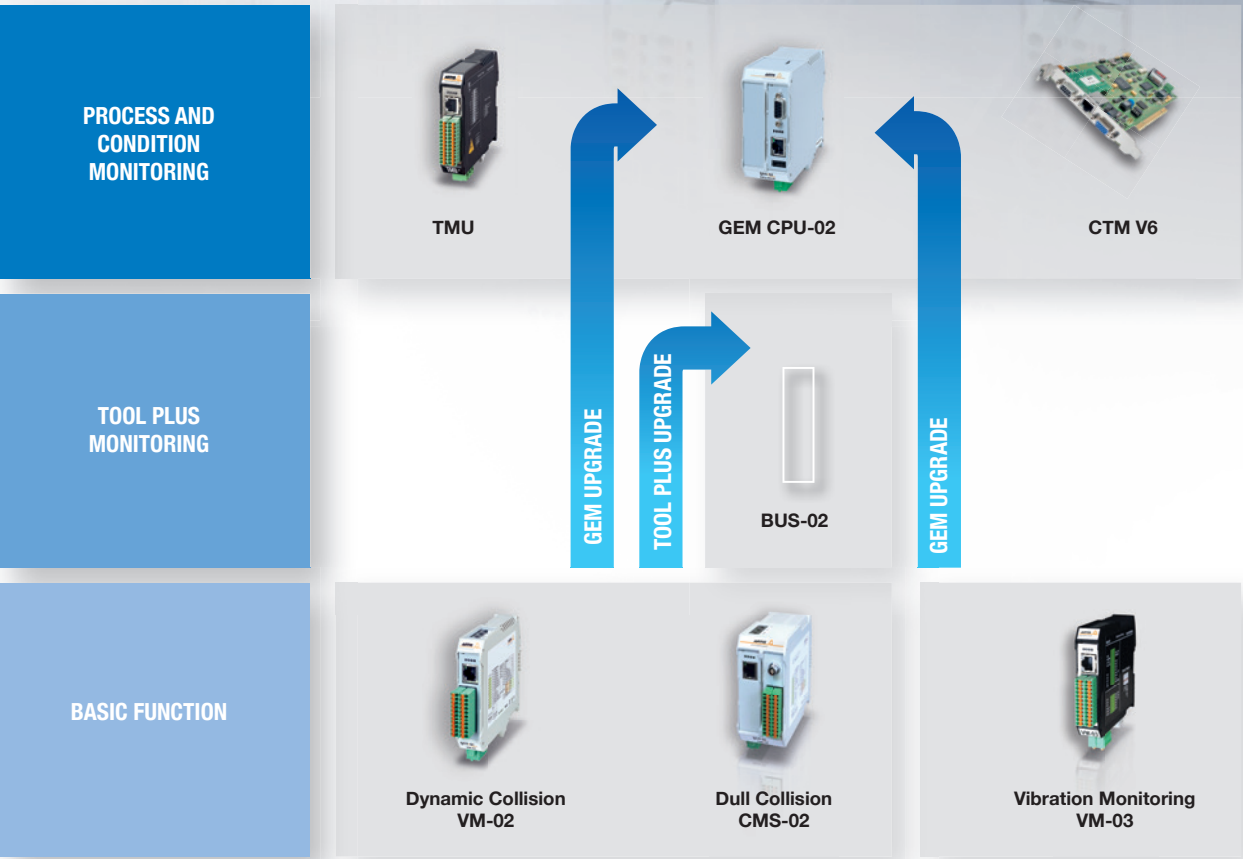 PROCESS AND
CONDITION
MONITORING
TMU
GEM CPU-02
CTM V6
TOOL PLUS
MONITORING
GEM UPGRADE
TOOL PLUS UPGRADE
BUS-02
GEM UPGRADE
BASIC FUNCTION
Dynamic Collision
VM-02
Dull Collision
CMS-02
Vibration Monitoring
VM-03